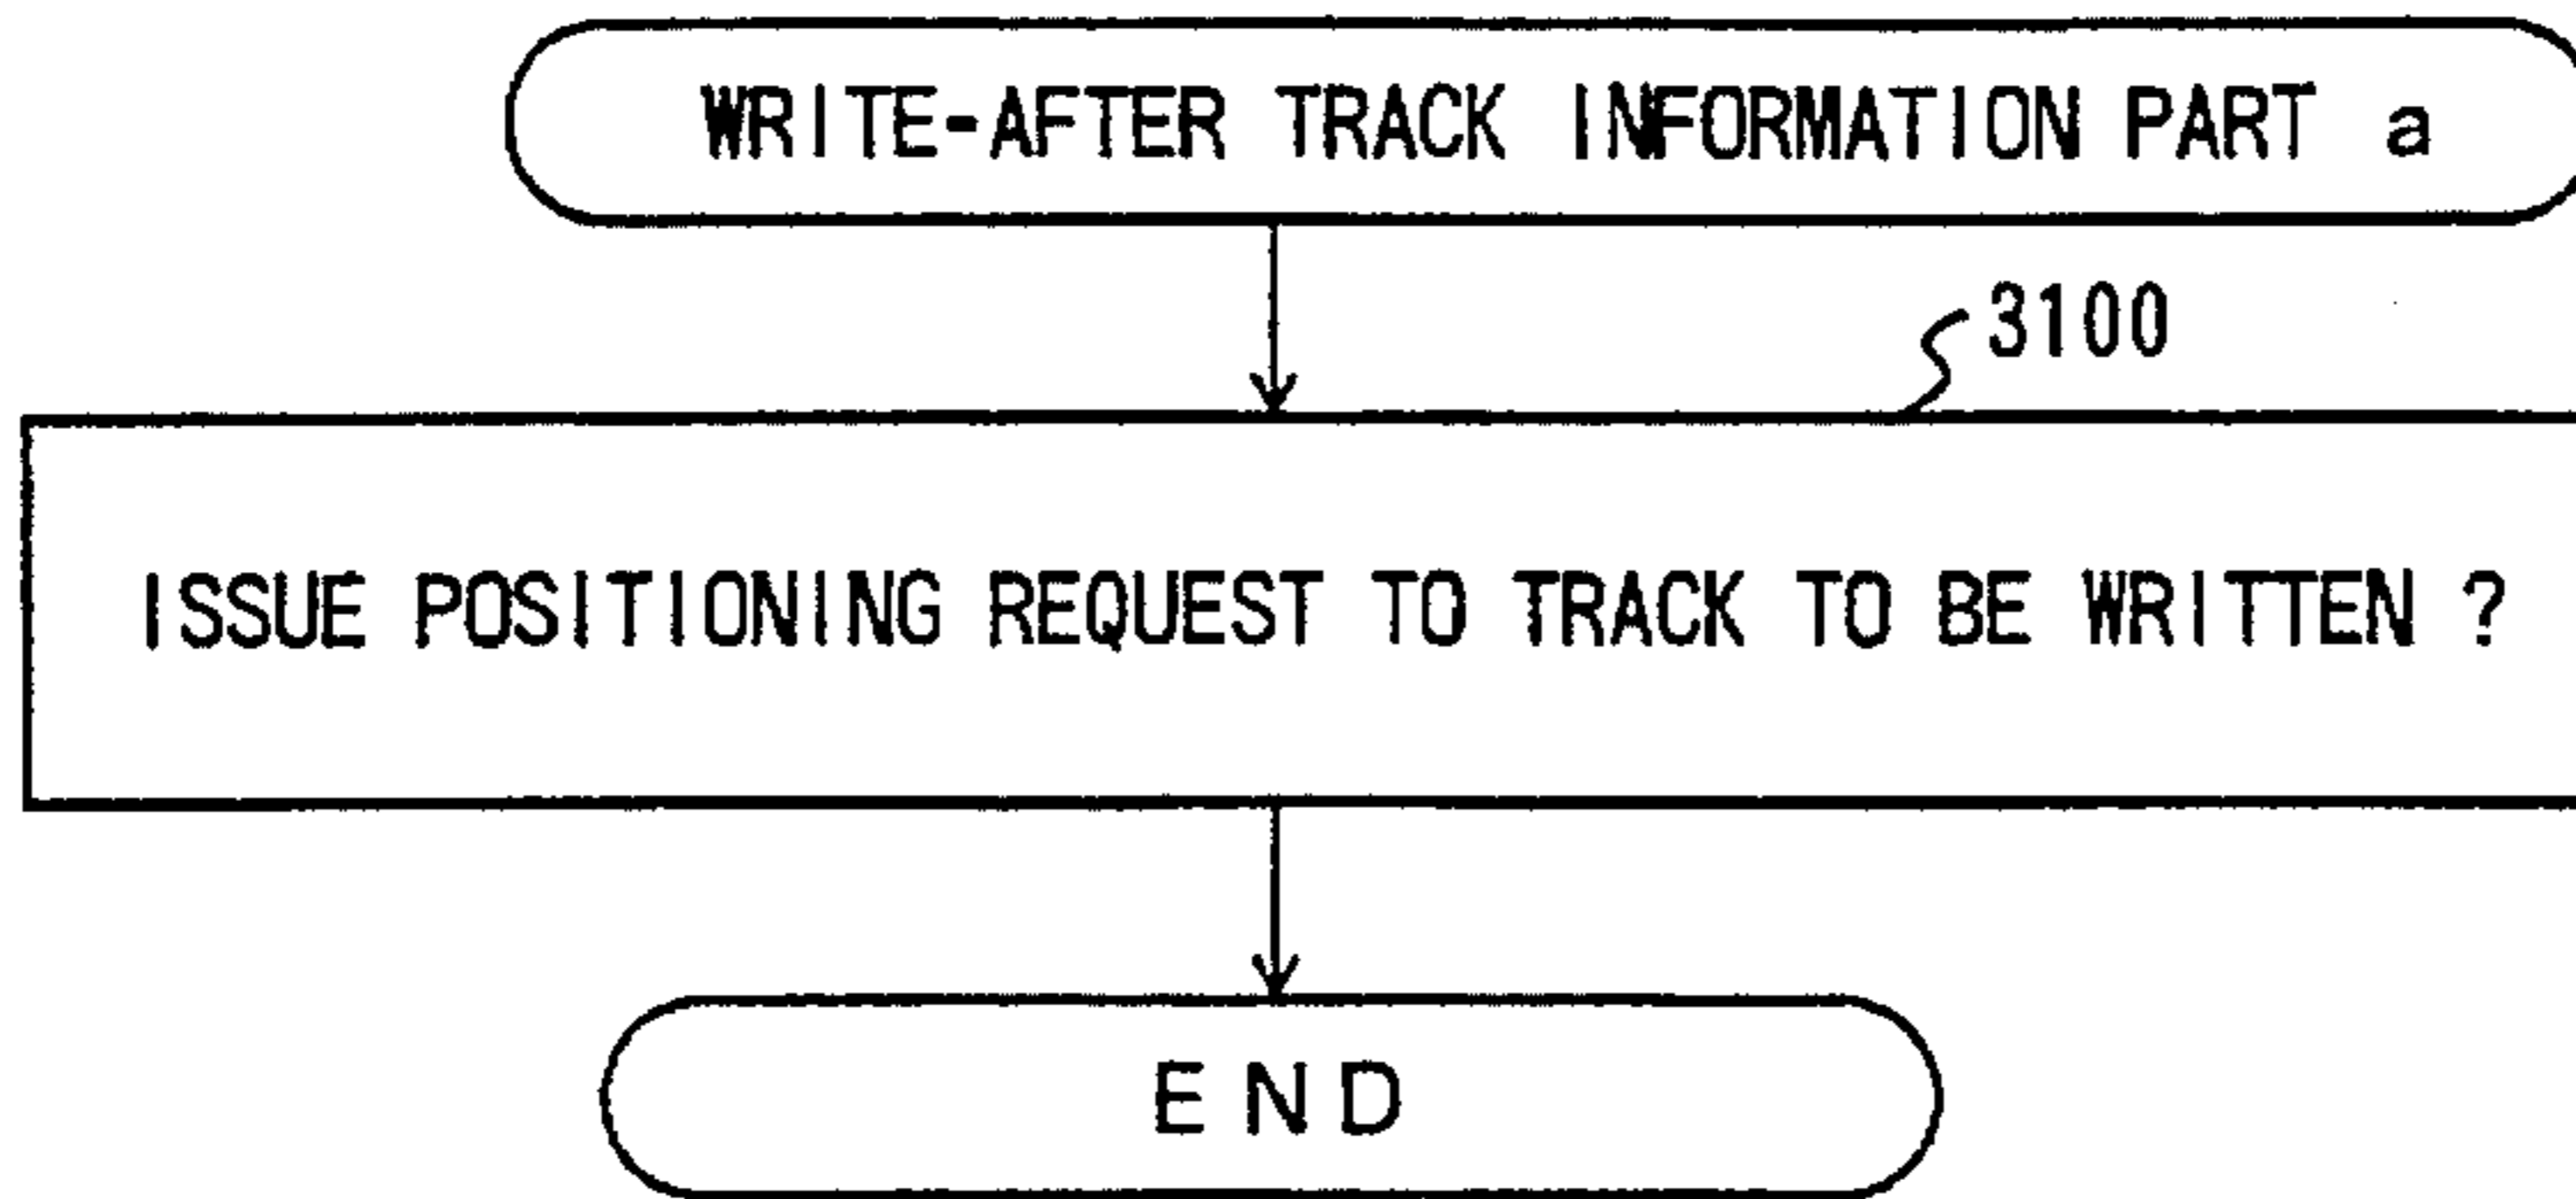 WRITE-AFTER TRACK INFORMATION PART a
3100
ISSUE POSITIONING REQUEST TO TRACK TO BE WRITTEN ?
END